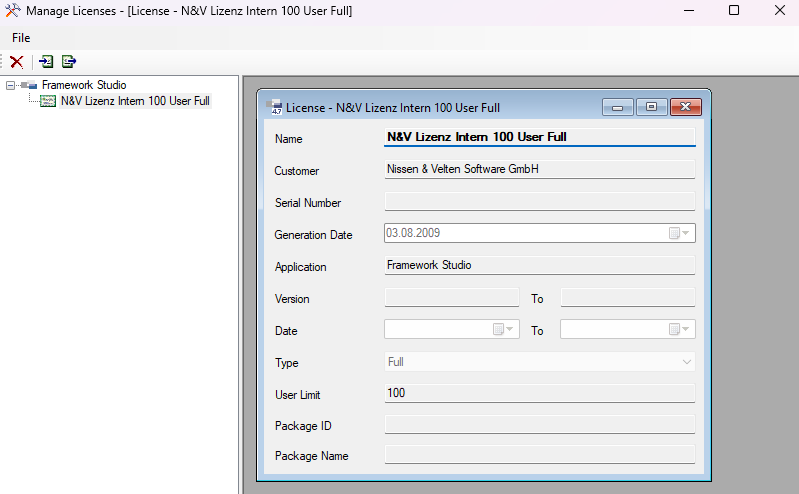 Manage Licenses - [License - N&V Lizenz Intern 100 User Full]
File
Framework Studio
N&V Lizenz Intern 100 User Full
4.7 License - N&V Lizenz Intern 100 User Full
Name N&V Lizenz Intern 100 User Full
Customer Nissen & Velten Software GmbH
Serial Number
Generation Date 03.08.2009
Application Framework Studio
Version To
Date To
Type Full
User Limit 100
Package ID
Package Name